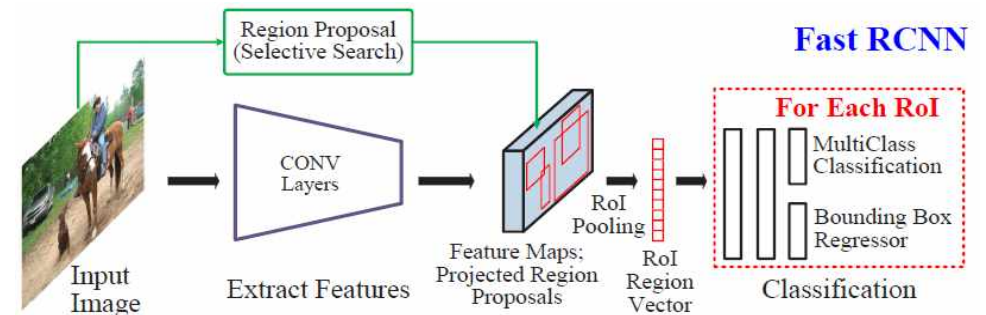 Region Proposal
(Selective Search)
Fast RCNN
For Each RoI
CONV
Layers
MultiClass
Classification
RoI
Pooling
Bounding Box
Regressor
Input
Image
Extract Features
Feature Maps;
Projected Region
Proposals
RoI
Region
Vector
Classification